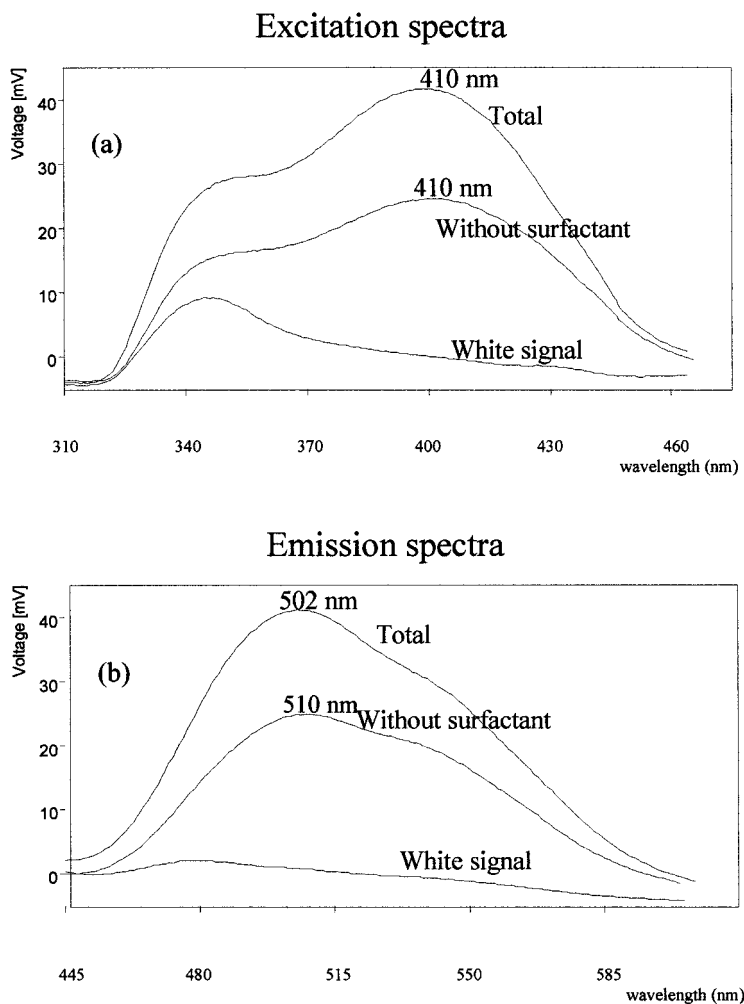 Excitation spectra
Voltage [mV]
40
30
20
10
0
(a)
410 nm
Total
410 nm
Without surfactant
White signal
310 340 370 400 430 460
wavelength (nm)
Emission spectra
Voltage [mV]
40
30
20
10
0
(b)
502 nm
Total
510 nm
Without surfactant
White signal
445 480 515 550 585
wavelength (nm)